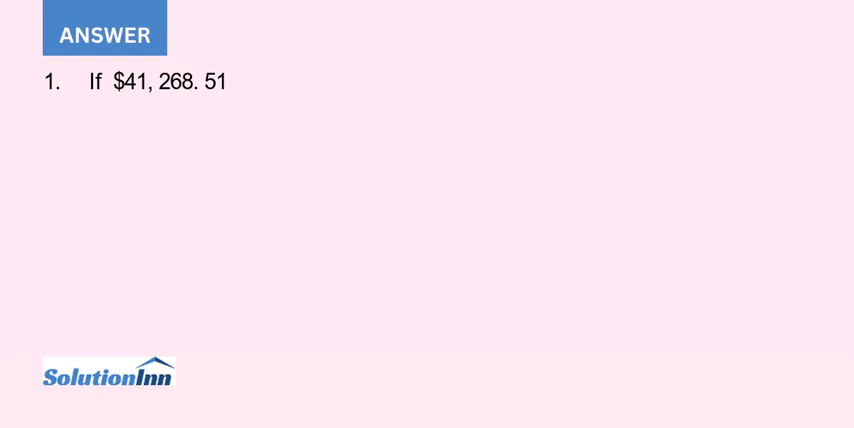 ANSWER
1. If $41, 268. 51
SolutionInn